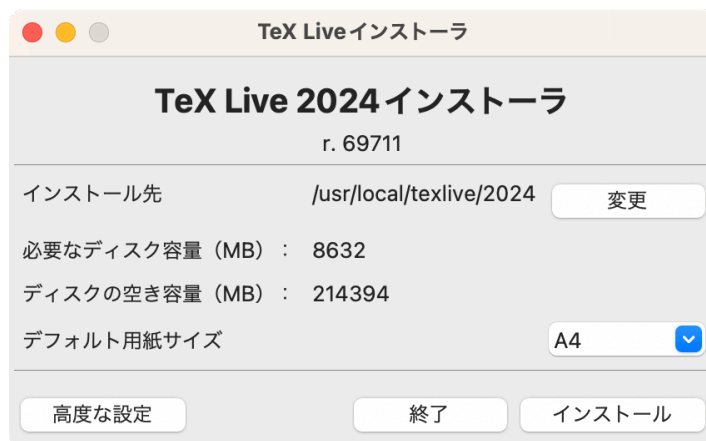 TeX Liveインストーラ
TeX Live 2024インストーラ
r. 69711
インストール先 /usr/local/texlive/2024 変更
必要なディスク容量（MB）： 8632
ディスクの空き容量（MB）： 214394
デフォルト用紙サイズ A4
高度な設定 終了 インストール